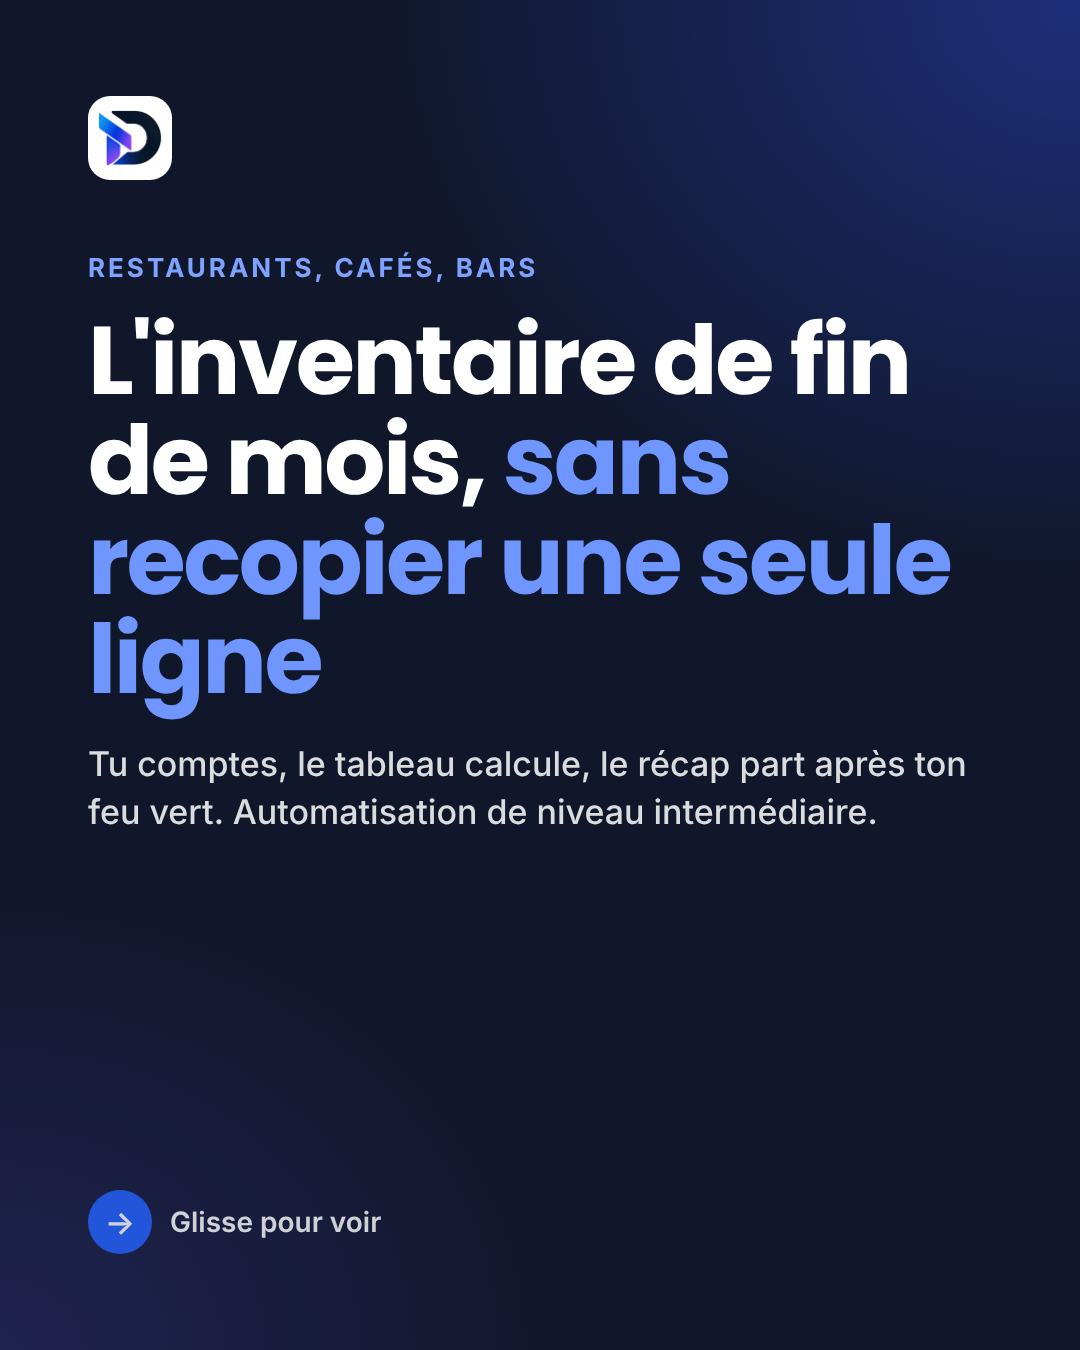 RESTAURANTS, CAFÉS, BARS
L'inventaire de fin
de mois, sans
recopier une seule
ligne
Tu comptes, le tableau calcule, le récap part après ton
feu vert. Automatisation de niveau intermédiaire.
Glisse pour voir